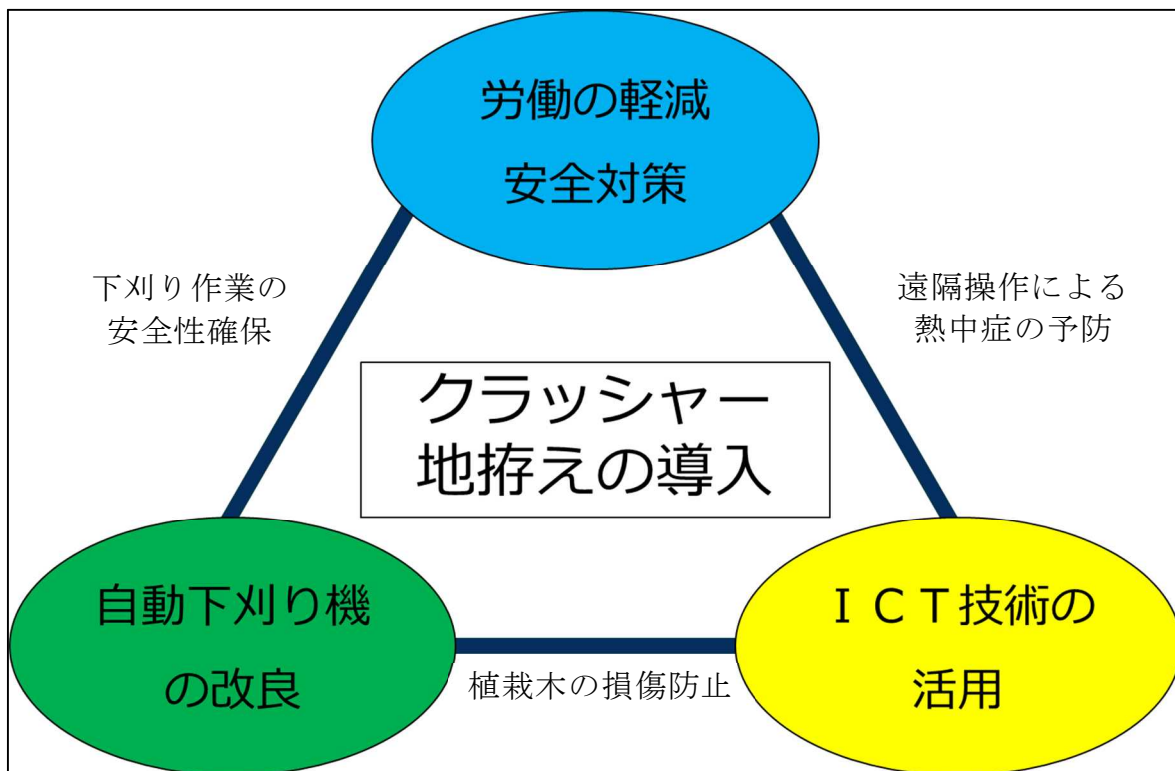 労働の軽減
安全対策
下刈り作業の
安全性確保
遠隔操作による
熱中症の予防
クラッシャー
地拵えの導入
自動下刈り機
の改良
植栽木の損傷防止
ＩＣＴ技術の
活用